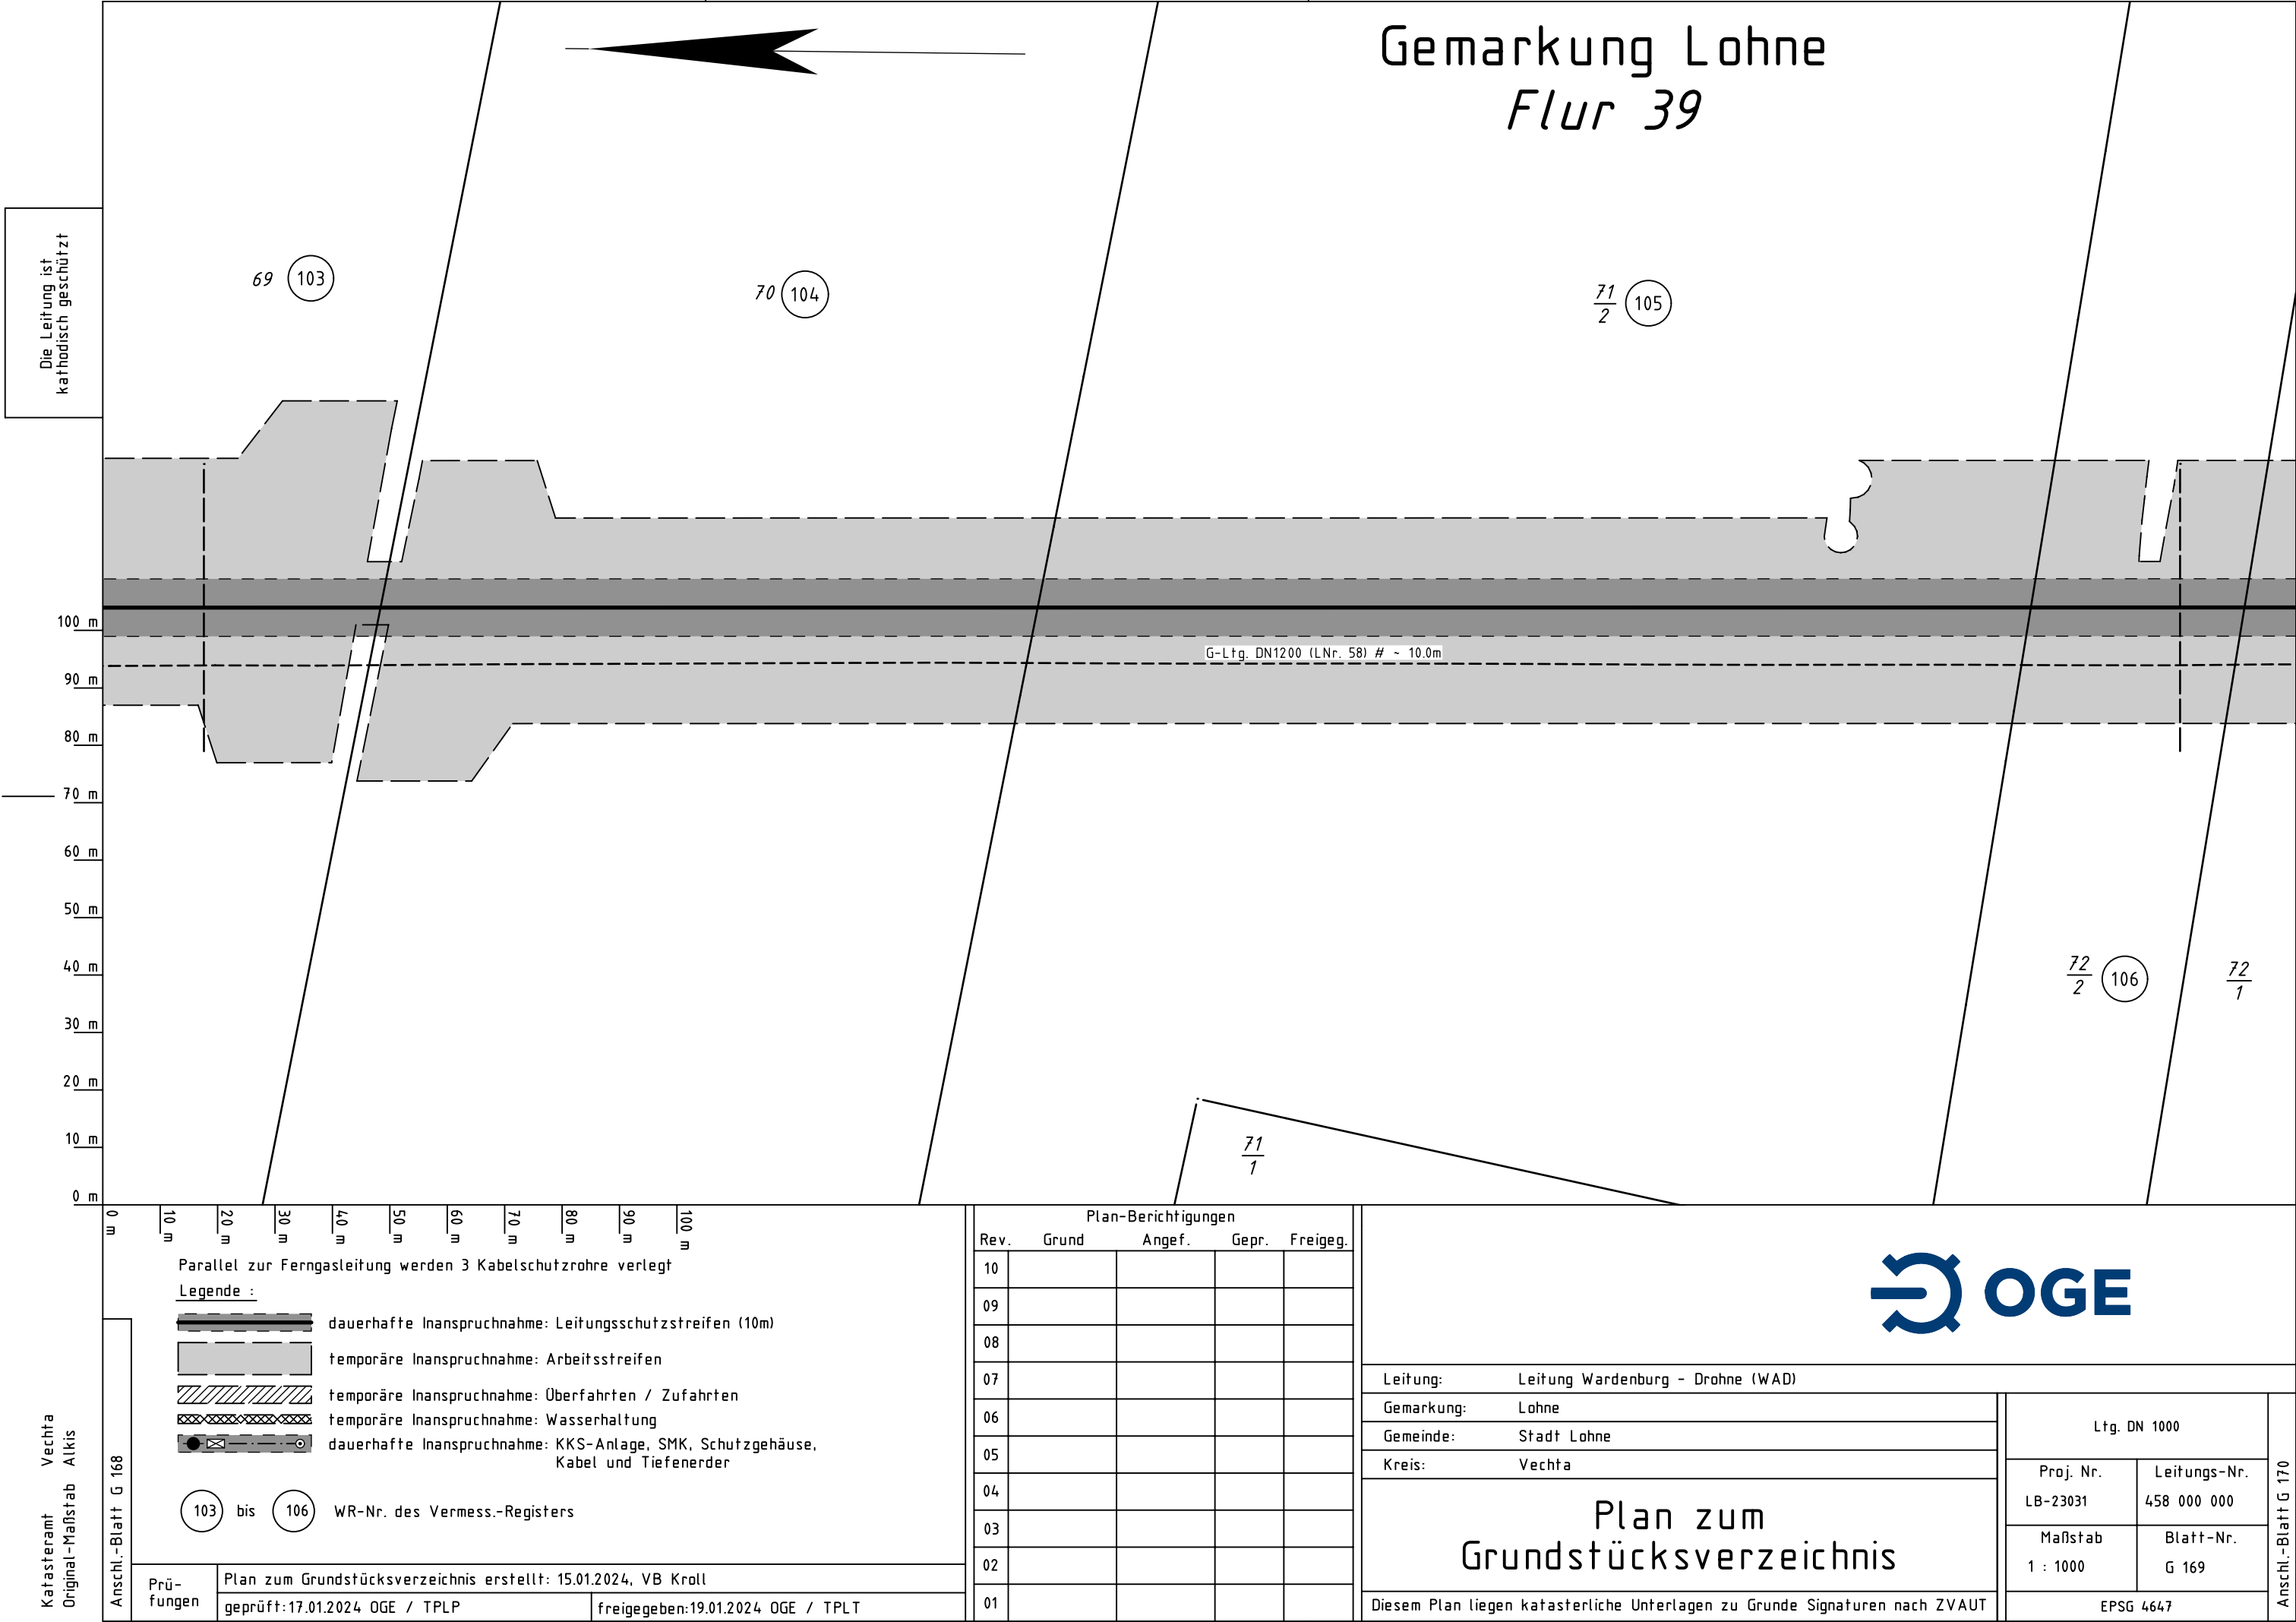 Gemarkung Lohne
Flur 39
Die Leitung ist
kathodisch geschützt
69 103
70 104
71
2
105
G-Ltg. DN1200 (LNr. 58) # ~ 10.0m
72
2
106
72
1
71
1
100 m
90 m
80 m
70 m
60 m
50 m
40 m
30 m
20 m
10 m
0 m
0 m
10 m
20 m
30 m
40 m
50 m
60 m
70 m
80 m
90 m
100 m
Parallel zur Ferngasleitung werden 3 Kabelschutzrohre verlegt
Legende :
dauerhafte Inanspruchnahme: Leitungsschutzstreifen (10m)
temporäre Inanspruchnahme: Arbeitsstreifen
temporäre Inanspruchnahme: Überfahrten / Zufahrten
temporäre Inanspruchnahme: Wasserhaltung
dauerhafte Inanspruchnahme: KKS-Anlage, SMK, Schutzgehäuse,
Kabel und Tiefenerder
103 bis 106 WR-Nr. des Vermess.-Registers
Katasteramt Vechta
Original-Maßstab Alkis
Anschl.-Blatt G 168
Prü-
fungen
Plan zum Grundstücksverzeichnis erstellt: 15.01.2024, VB Kroll
geprüft:17.01.2024 OGE / TPLP
freigegeben:19.01.2024 OGE / TPLT
Plan-Berichtigungen
Rev. Grund Angef. Gepr. Freigeg.
10
09
08
07
06
05
04
03
02
01
OGE
Leitung: Leitung Wardenburg - Drohne (WAD)
Gemarkung: Lohne
Gemeinde: Stadt Lohne
Kreis: Vechta
Plan zum
Grundstücksverzeichnis
Diesem Plan liegen katasterliche Unterlagen zu Grunde Signaturen nach ZVAUT
Ltg. DN 1000
Proj. Nr. Leitungs-Nr.
LB-23031 458 000 000
Maßstab Blatt-Nr.
1 : 1000 G 169
EPSG 4647
Anschl.-Blatt G 170